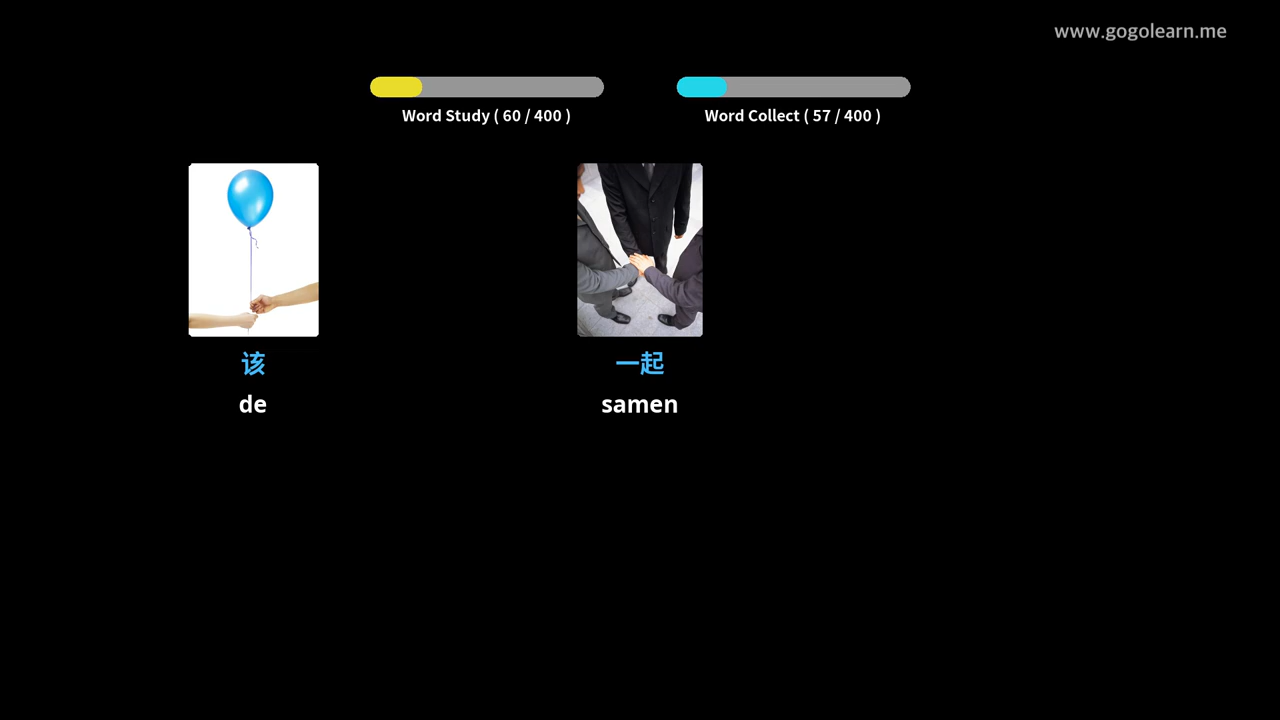 www.gogolearn.me
Word Study ( 60 / 400 )
Word Collect ( 57 / 400 )
该
de
一起
samen